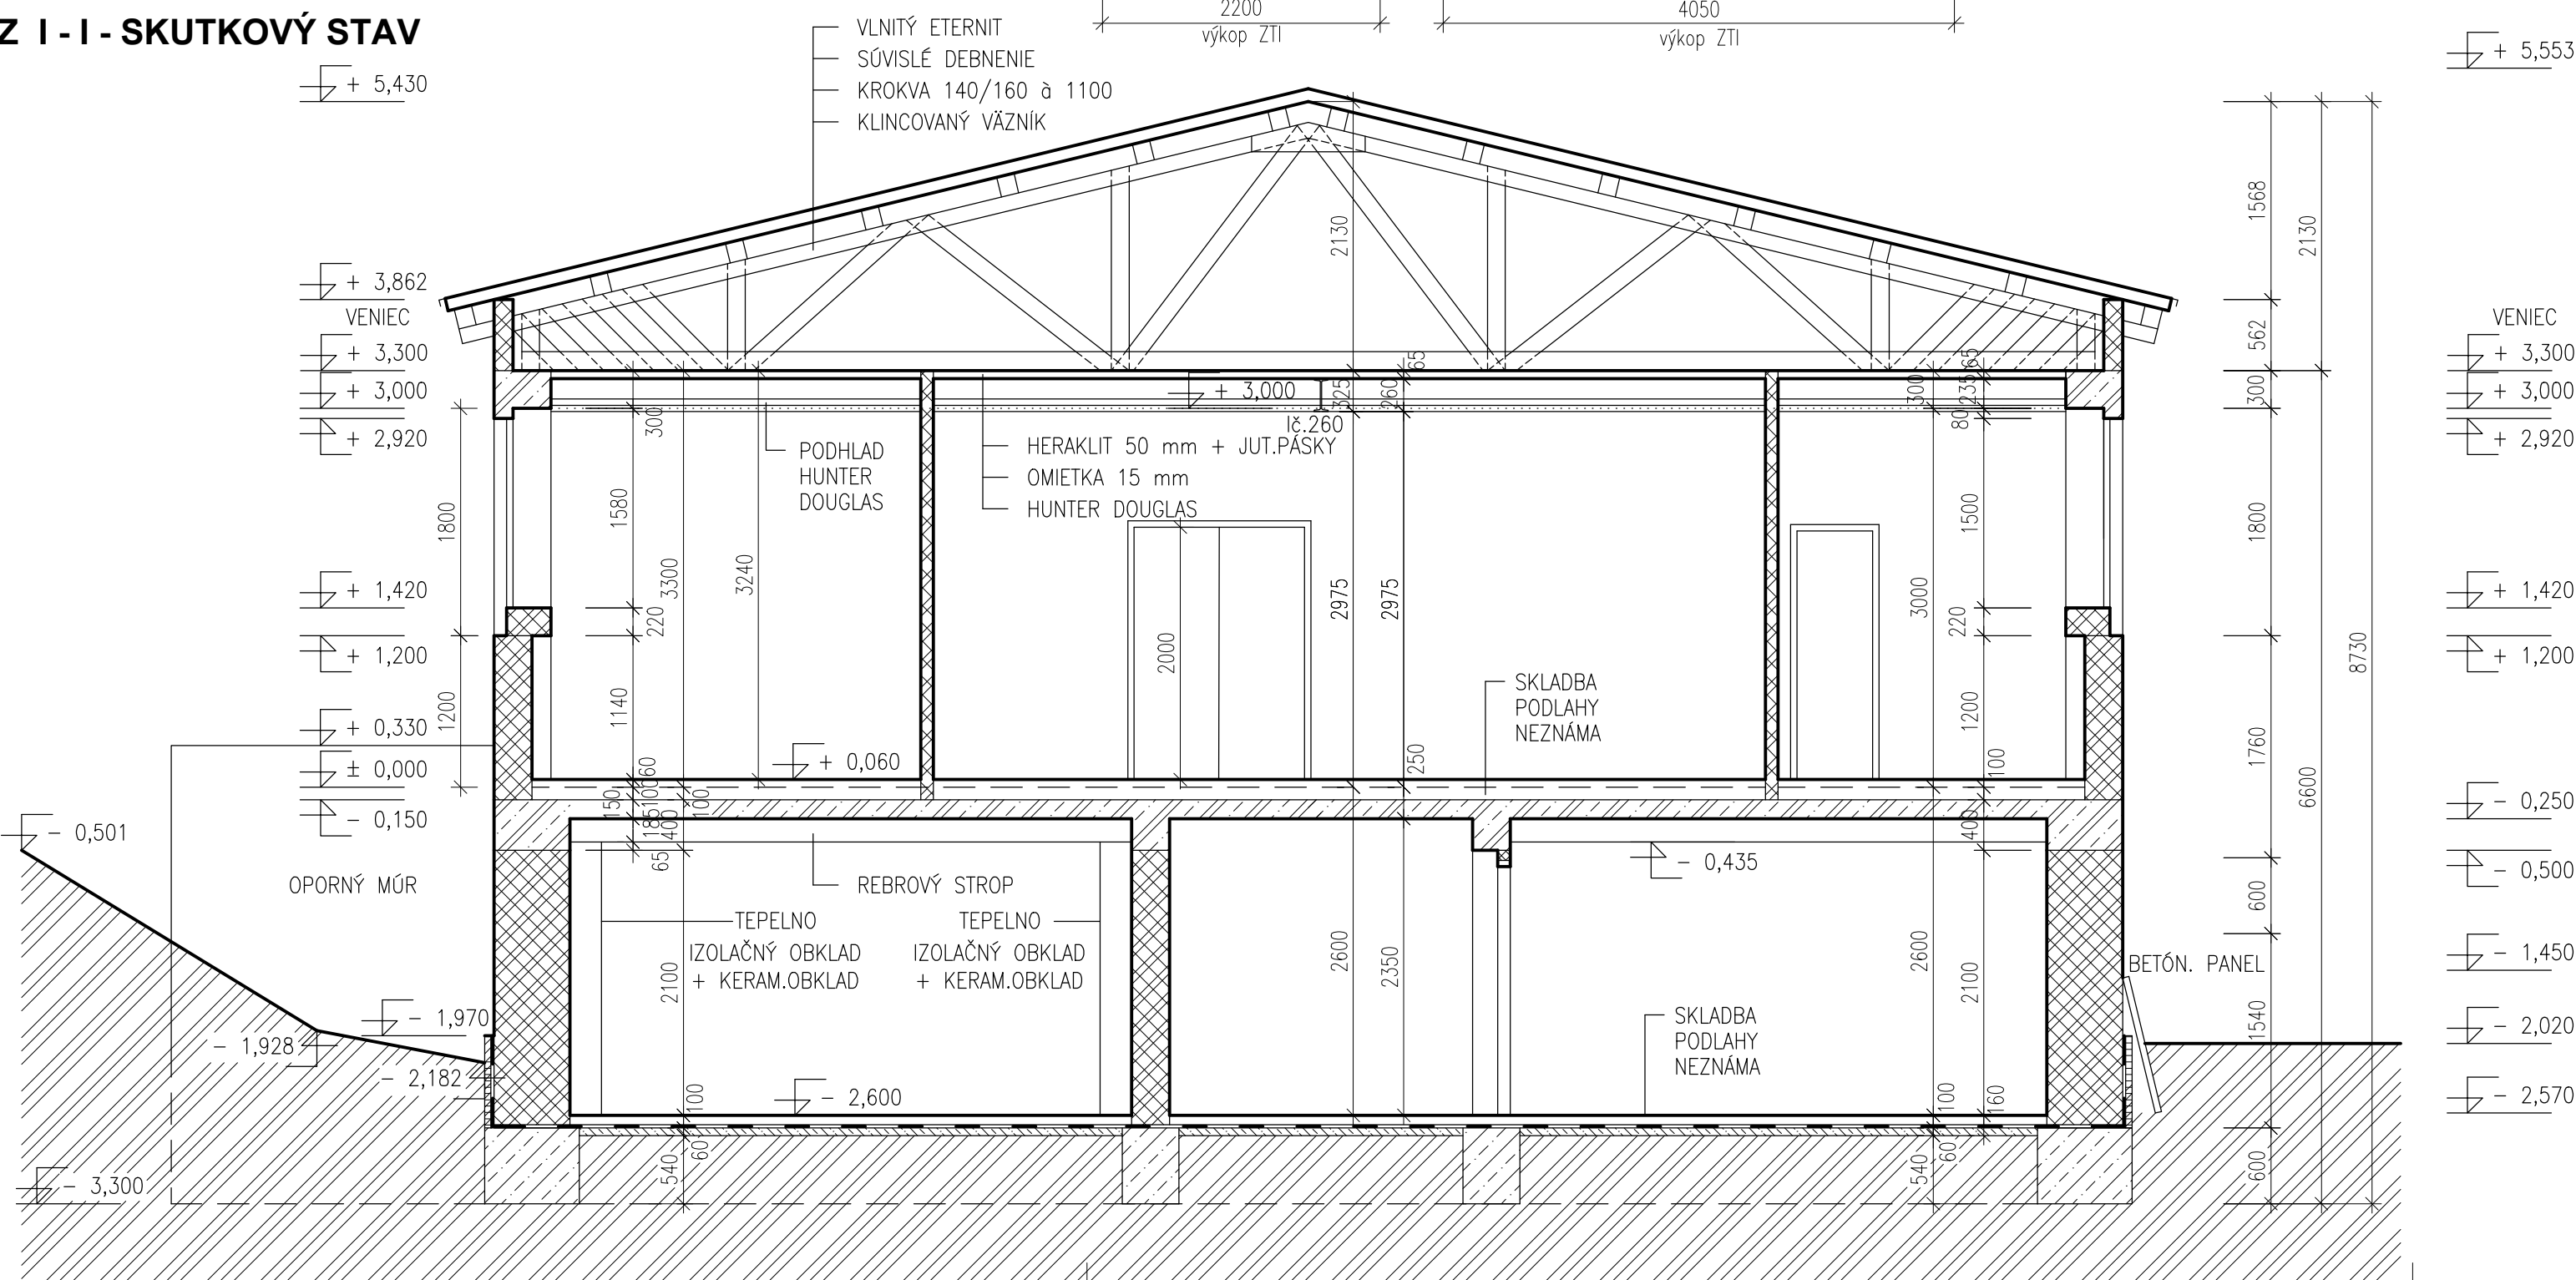 Z I - I - SKUTKOVÝ STAV
2200
výkop ZTI
4050
výkop ZTI
VLNITÝ ETERNIT
SÚVISLÉ DEBNENIE
KROKVA 140/160 à 1100
KLINCOVANÝ VÄZNÍK
+ 5,430
+ 3,862
VENIEC
+ 3,300
+ 3,000
+ 2,920
+ 1,420
+ 1,200
+ 0,330
± 0,000
- 0,150
- 0,501
OPORNÝ MÚR
- 1,970
- 1,928
- 2,182
- 3,300
1800
1200
300
1580
220
1140
60
100
150
185
65
3300
100
400
2100
100
60
540
3240
PODHLAD
HUNTER
DOUGLAS
+ 0,060
REBROVÝ STROP
TEPELNO
IZOLAČNÝ OBKLAD
+ KERAM.OBKLAD
TEPELNO
IZOLAČNÝ OBKLAD
+ KERAM.OBKLAD
- 2,600
+ 3,000
Ič.260
HERAKLIT 50 mm + JUT.PÁSKY
OMIETKA 15 mm
HUNTER DOUGLAS
2000
2130
325
2975
2600
65
260
2975
250
2350
SKLADBA
PODLAHY
NEZNÁMA
- 0,435
SKLADBA
PODLAHY
NEZNÁMA
300
3000
2600
100
60
540
65
235
80
1500
220
1200
100
400
2100
160
BETÓN. PANEL
1568
562
300
1800
1760
600
1540
600
2130
6600
8730
+ 5,553
VENIEC
+ 3,300
+ 3,000
+ 2,920
+ 1,420
+ 1,200
- 0,250
- 0,500
- 1,450
- 2,020
- 2,570